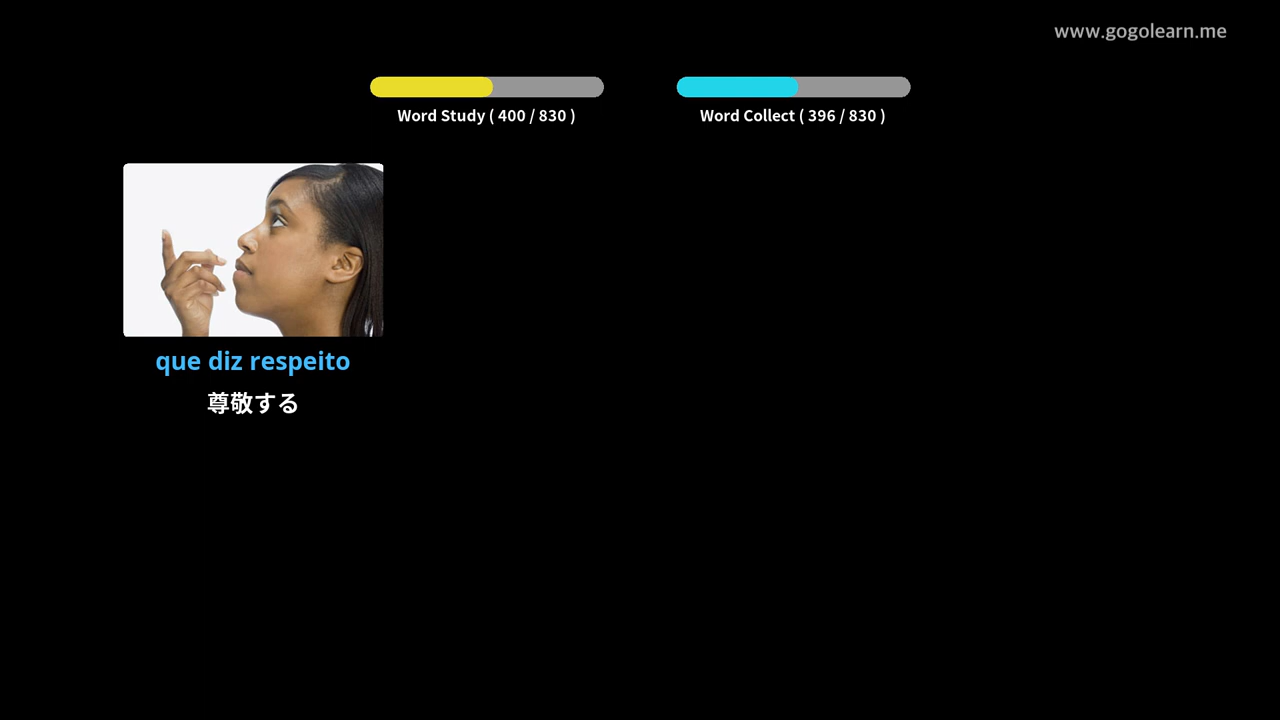 www.gogolearn.me
Word Study ( 400 / 830 )
Word Collect ( 396 / 830 )
que diz respeito
尊敬する